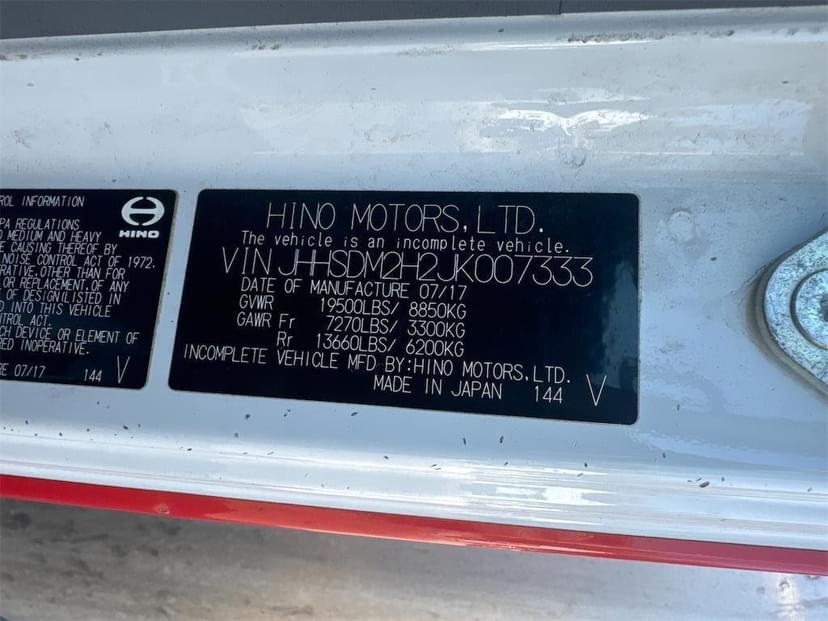 ROL INFORMATION
PA REGULATIONS
MEDIUM AND HEAVY
E CAUSING THEREOF BY
NOISE CONTROL ACT OF 1972.
RATIVE, OTHER THAN FOR
OR REPLACEMENT, OF ANY
OF DESIGN(LISTED IN
D INTO THIS VEHICLE
NTROL ACT.
CH DEVICE OR ELEMENT OF
RED INOPERATIVE.
RE 07/17 144 V
HINO
HINO MOTORS, LTD.
The vehicle is an incomplete vehicle.
VIN JHHSDM2H2JK007333
DATE OF MANUFACTURE 07/17
GVWR 19500LBS/ 8850KG
GAWR Fr 7270LBS/ 3300KG
Rr 13660LBS/ 6200KG
INCOMPLETE VEHICLE MFD BY:HINO MOTORS, LTD.
MADE IN JAPAN 144 V